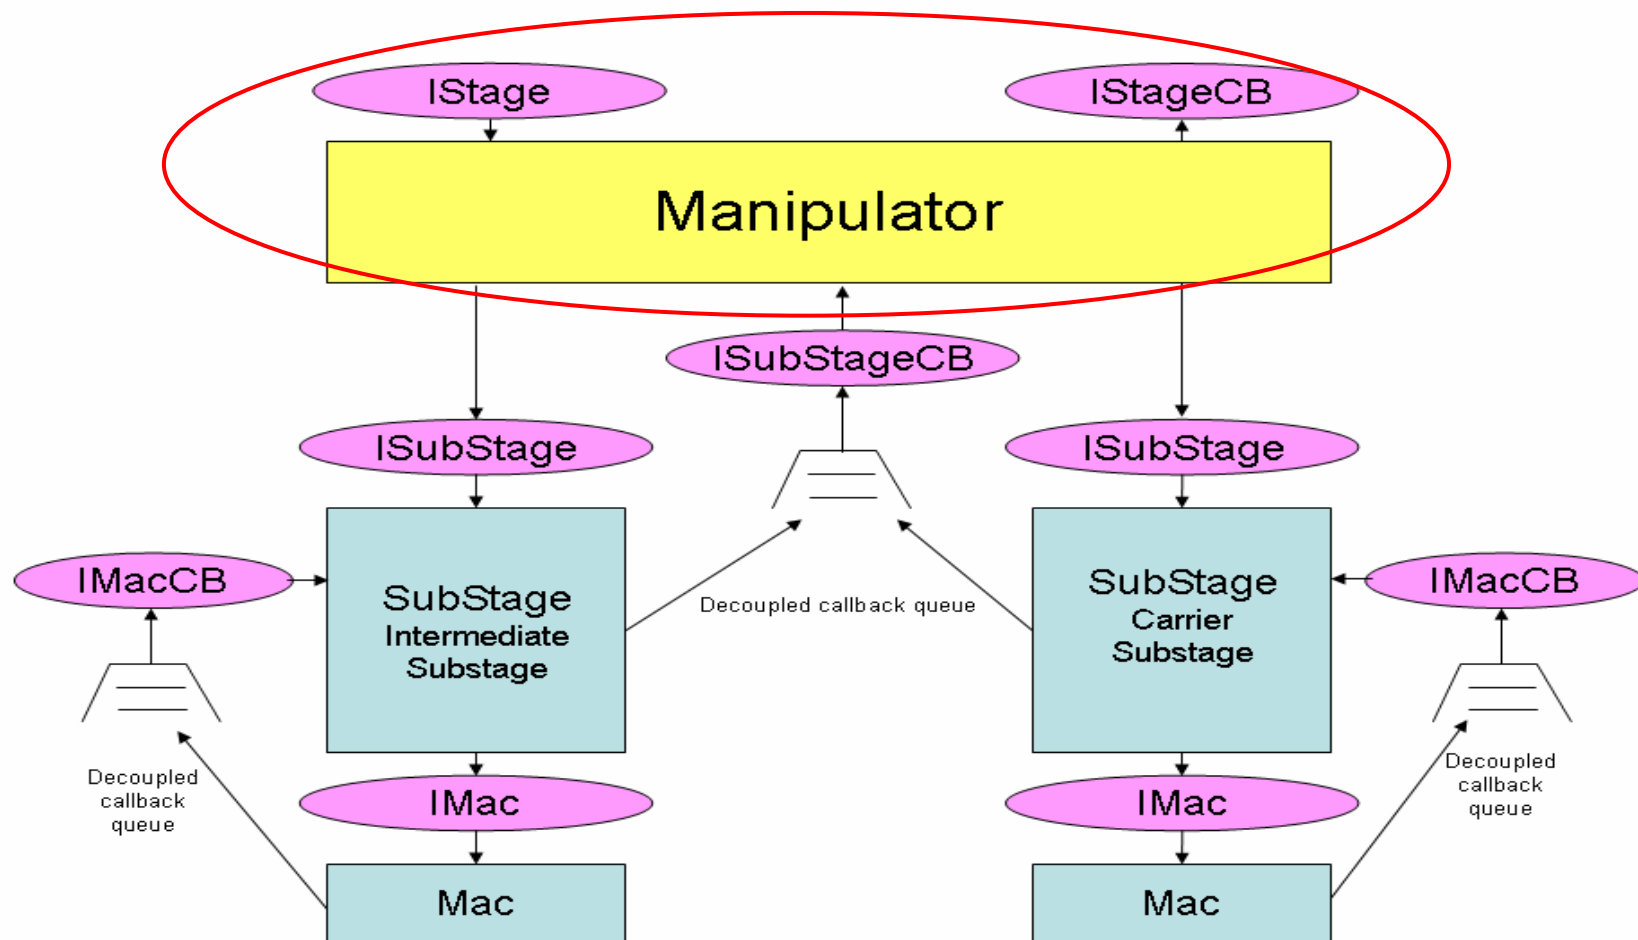 IStage
IStageCB
Manipulator
ISubStageCB
ISubStage
ISubStage
IMacCB
SubStage
Intermediate
Substage
Decoupled callback queue
SubStage
Carrier
Substage
IMacCB
Decoupled
callback
queue
Decoupled
callback
queue
IMac
IMac
Mac
Mac